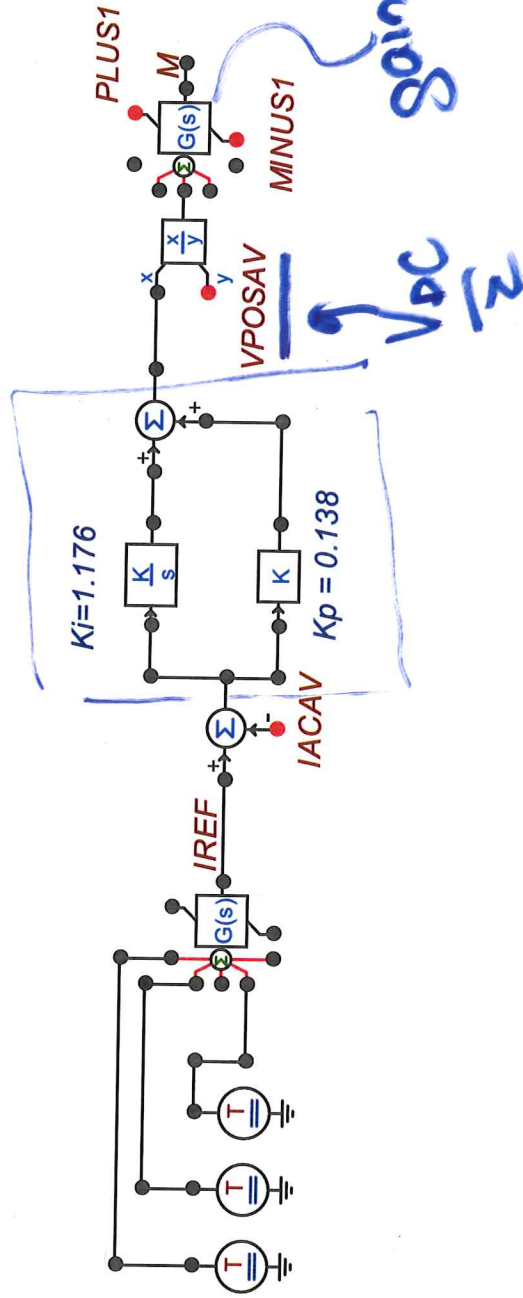 T
T
T
G(s)
Σ
IREF
+
Σ
-
IACAV
Ki=1.176
K
s
K
Kp = 0.138
+
Σ
+
x
x
y
y
VPOSAV
VDC
2
PLUS1
Σ
G(s)
M
MINUS1
gain